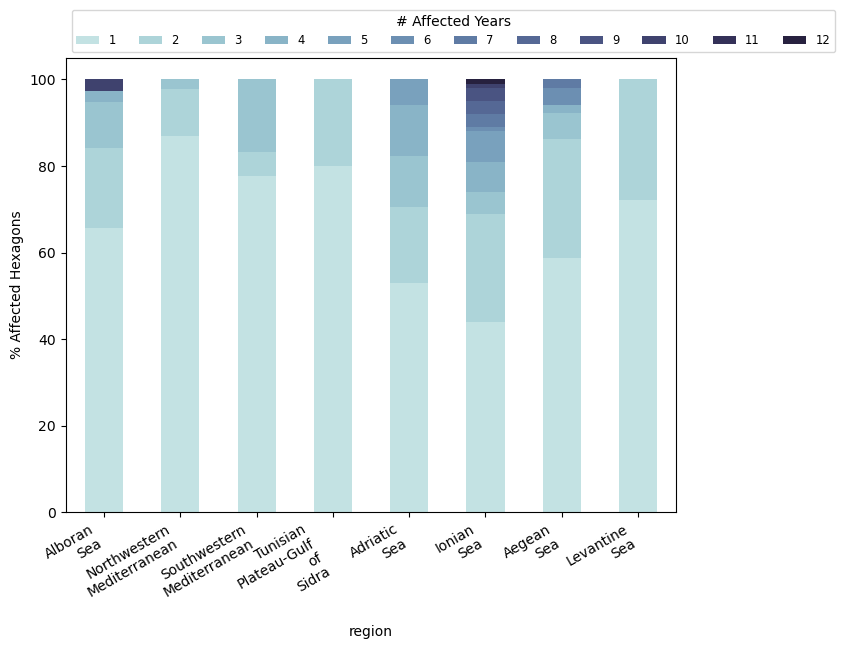 # Affected Years
1 2 3 4 5 6 7 8 9 10 11 12
100
80
60
40
20
0
% Affected Hexagons
Alboran
Sea
Northwestern
Mediterranean
Southwestern
Mediterranean
Tunisian
Plateau-Gulf
of
Sidra
Adriatic
Sea
Ionian
Sea
Aegean
Sea
Levantine
Sea
region